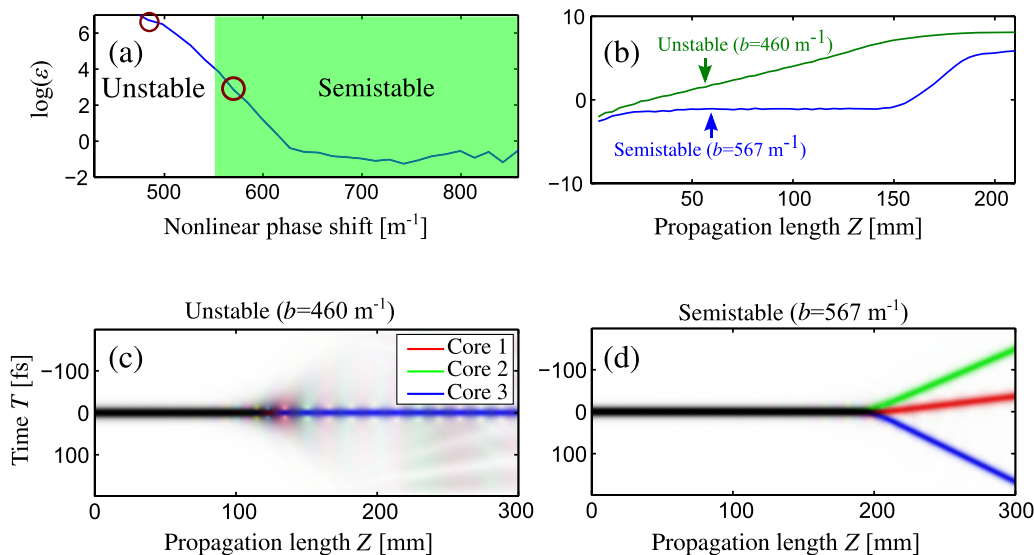 (a)
Unstable
Semistable
log(ε)
6
4
2
0
−2
500
600
700
800
Nonlinear phase shift [m⁻¹]
(b)
Unstable (b=460 m⁻¹)
Semistable (b=567 m⁻¹)
10
0
−10
50
100
150
200
Propagation length Z [mm]
Unstable (b=460 m⁻¹)
(c)
Core 1
Core 2
Core 3
Time T [fs]
−100
0
100
0
100
200
300
Propagation length Z [mm]
Semistable (b=567 m⁻¹)
(d)
−100
0
100
0
100
200
300
Propagation length Z [mm]